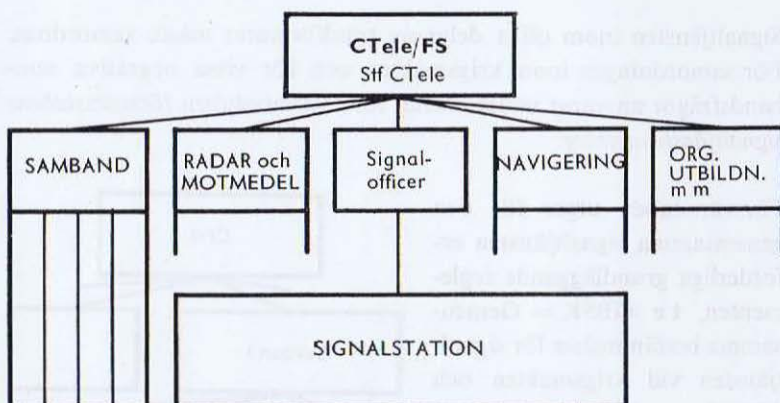 CTele/FS
Stf CTele
SAMBAND
RADAR och
MOTMEDEL
Signal-
officer
NAVIGERING
ORG.
UTBILDN.
m m
SIGNALSTATION